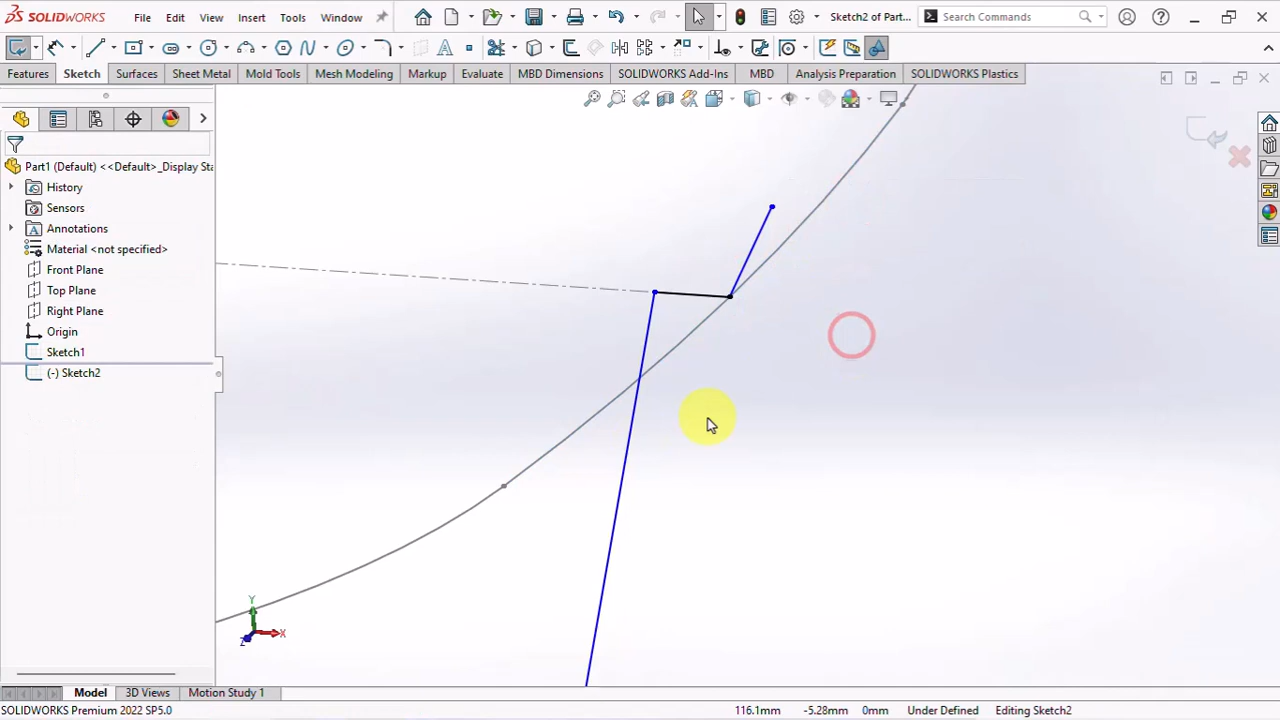 SOLIDWORKS File Edit View Insert Tools Window Sketch2 of Part... Search Commands
Features Sketch Surfaces Sheet Metal Mold Tools Mesh Modeling Markup Evaluate MBD Dimensions SOLIDWORKS Add-Ins MBD Analysis Preparation SOLIDWORKS Plastics
Part1 (Default) <<Default>_Display Sta
History
Sensors
Annotations
Material <not specified>
Front Plane
Top Plane
Right Plane
Origin
Sketch1
(-) Sketch2
Y
X
Z
Model 3D Views Motion Study 1
SOLIDWORKS Premium 2022 SP5.0 116.1mm -5.28mm 0mm Under Defined Editing Sketch2